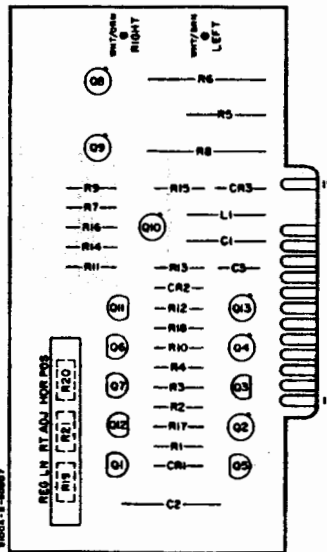 WHT/BRN RIGHT
WHT/ORN LEFT
Q8
R6
R5
Q9
R8
R9
R15
CR3
R7
L1
R16
Q10
R14
C1
R11
R13
C3
CR2
Q11
R12
Q13
R18
Q6
R10
Q4
R4
Q7
R3
Q3
R2
Q12
R17
Q2
R1
Q1
CR1
Q5
C2
REG LN RT ADJ HOR POS
R20
R21
R19